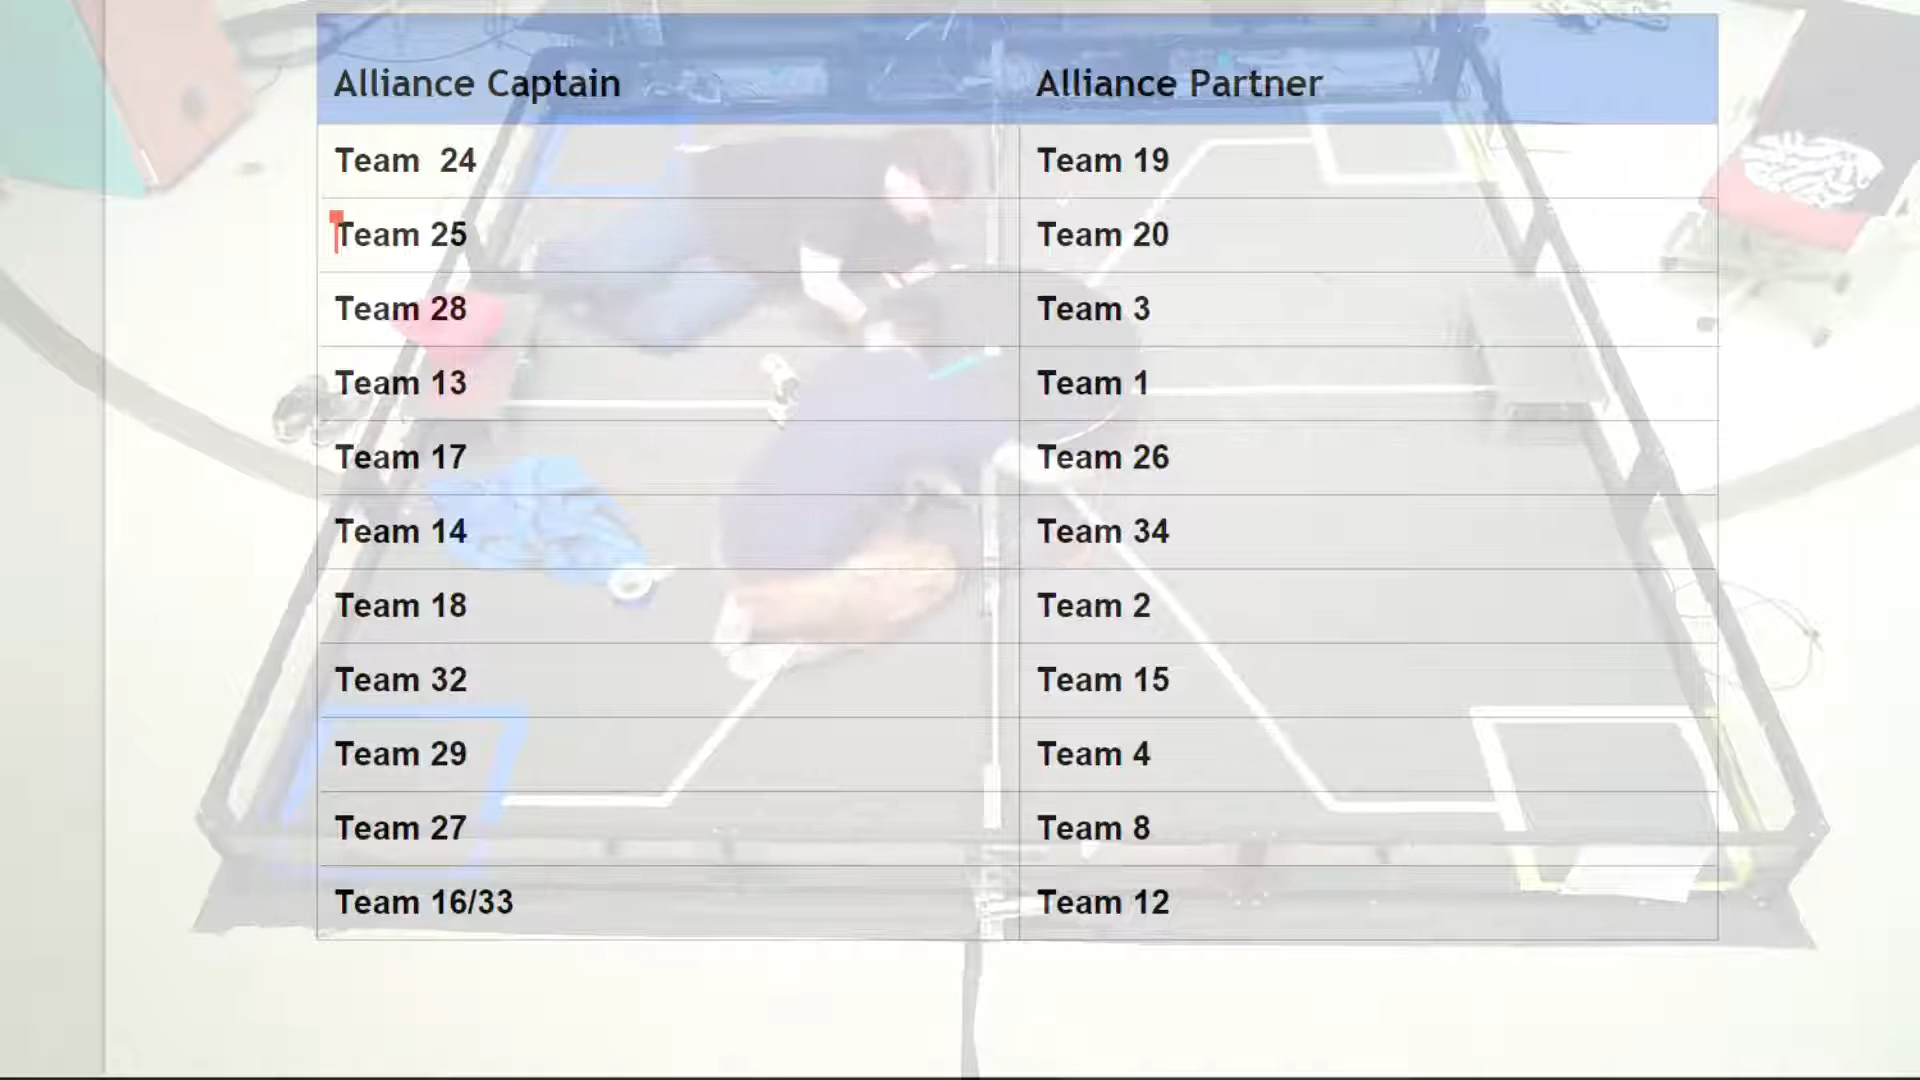 Alliance Captain Alliance Partner
Team  24 Team 19
Team 25 Team 20
Team 28 Team 3
Team 13 Team 1
Team 17 Team 26
Team 14 Team 34
Team 18 Team 2
Team 32 Team 15
Team 29 Team 4
Team 27 Team 8
Team 16/33 Team 12